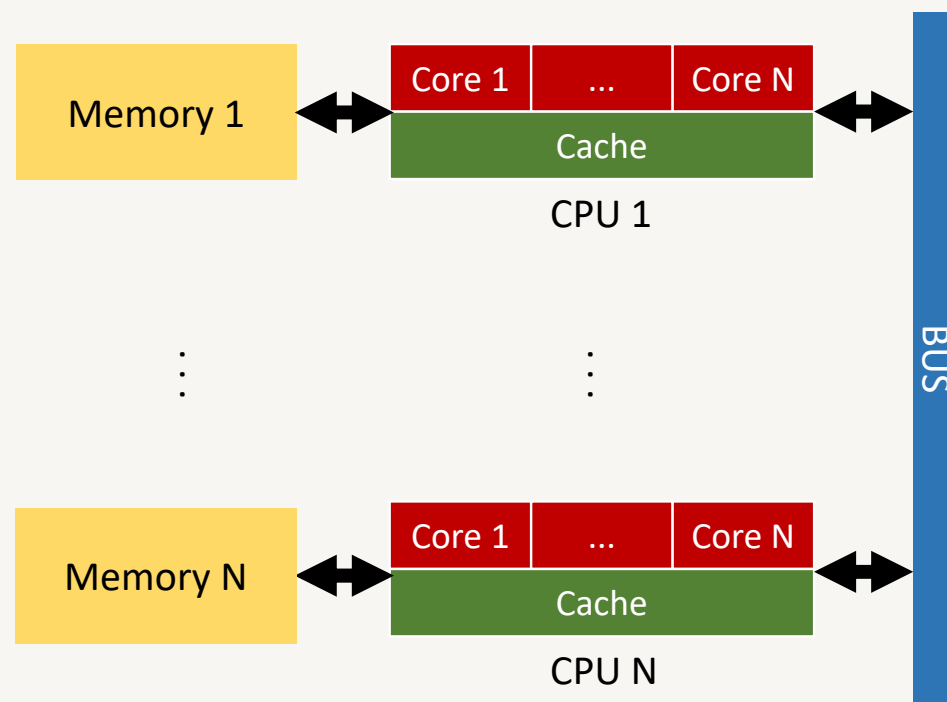 Memory 1
Core 1
...
Core N
Cache
CPU 1
BUS
Memory N
Core 1
...
Core N
Cache
CPU N